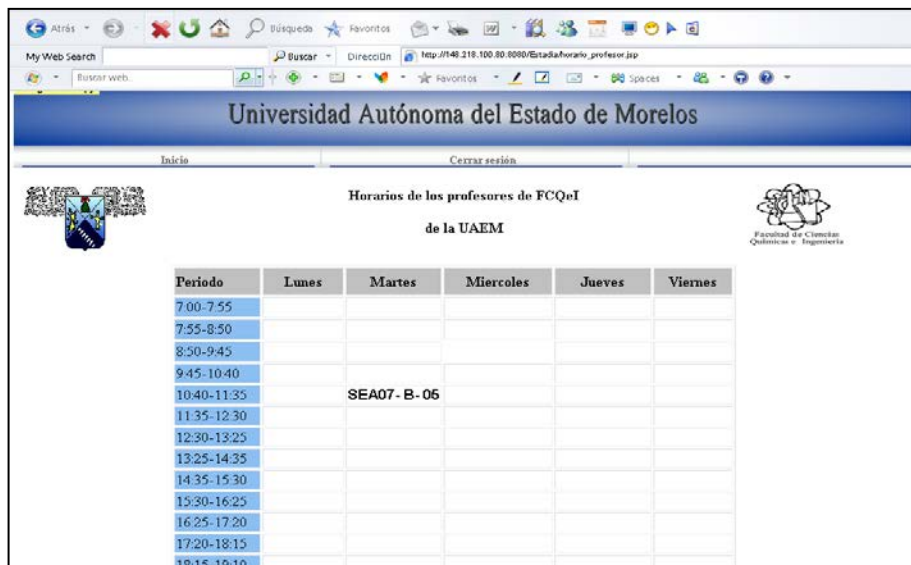 Atrás Búsqueda Favoritos
My Web Search Buscar Dirección http://148.218.100.80:8080/Estadia/horario_profesor.jsp
Buscar web. Favoritos Spaces
Universidad Autónoma del Estado de Morelos
Inicio Cerrar sesión
Horarios de los profesores de FCQeI
de la UAEM
Facultad de Ciencias
Químicas e Ingeniería
Periodo Lunes Martes Miercoles Jueves Viernes
7:00-7:55
7:55-8:50
8:50-9:45
9:45-10:40
10:40-11:35 SEA07-B-05
11:35-12:30
12:30-13:25
13:25-14:35
14:35-15:30
15:30-16:25
16:25-17:20
17:20-18:15
18:15-19:10